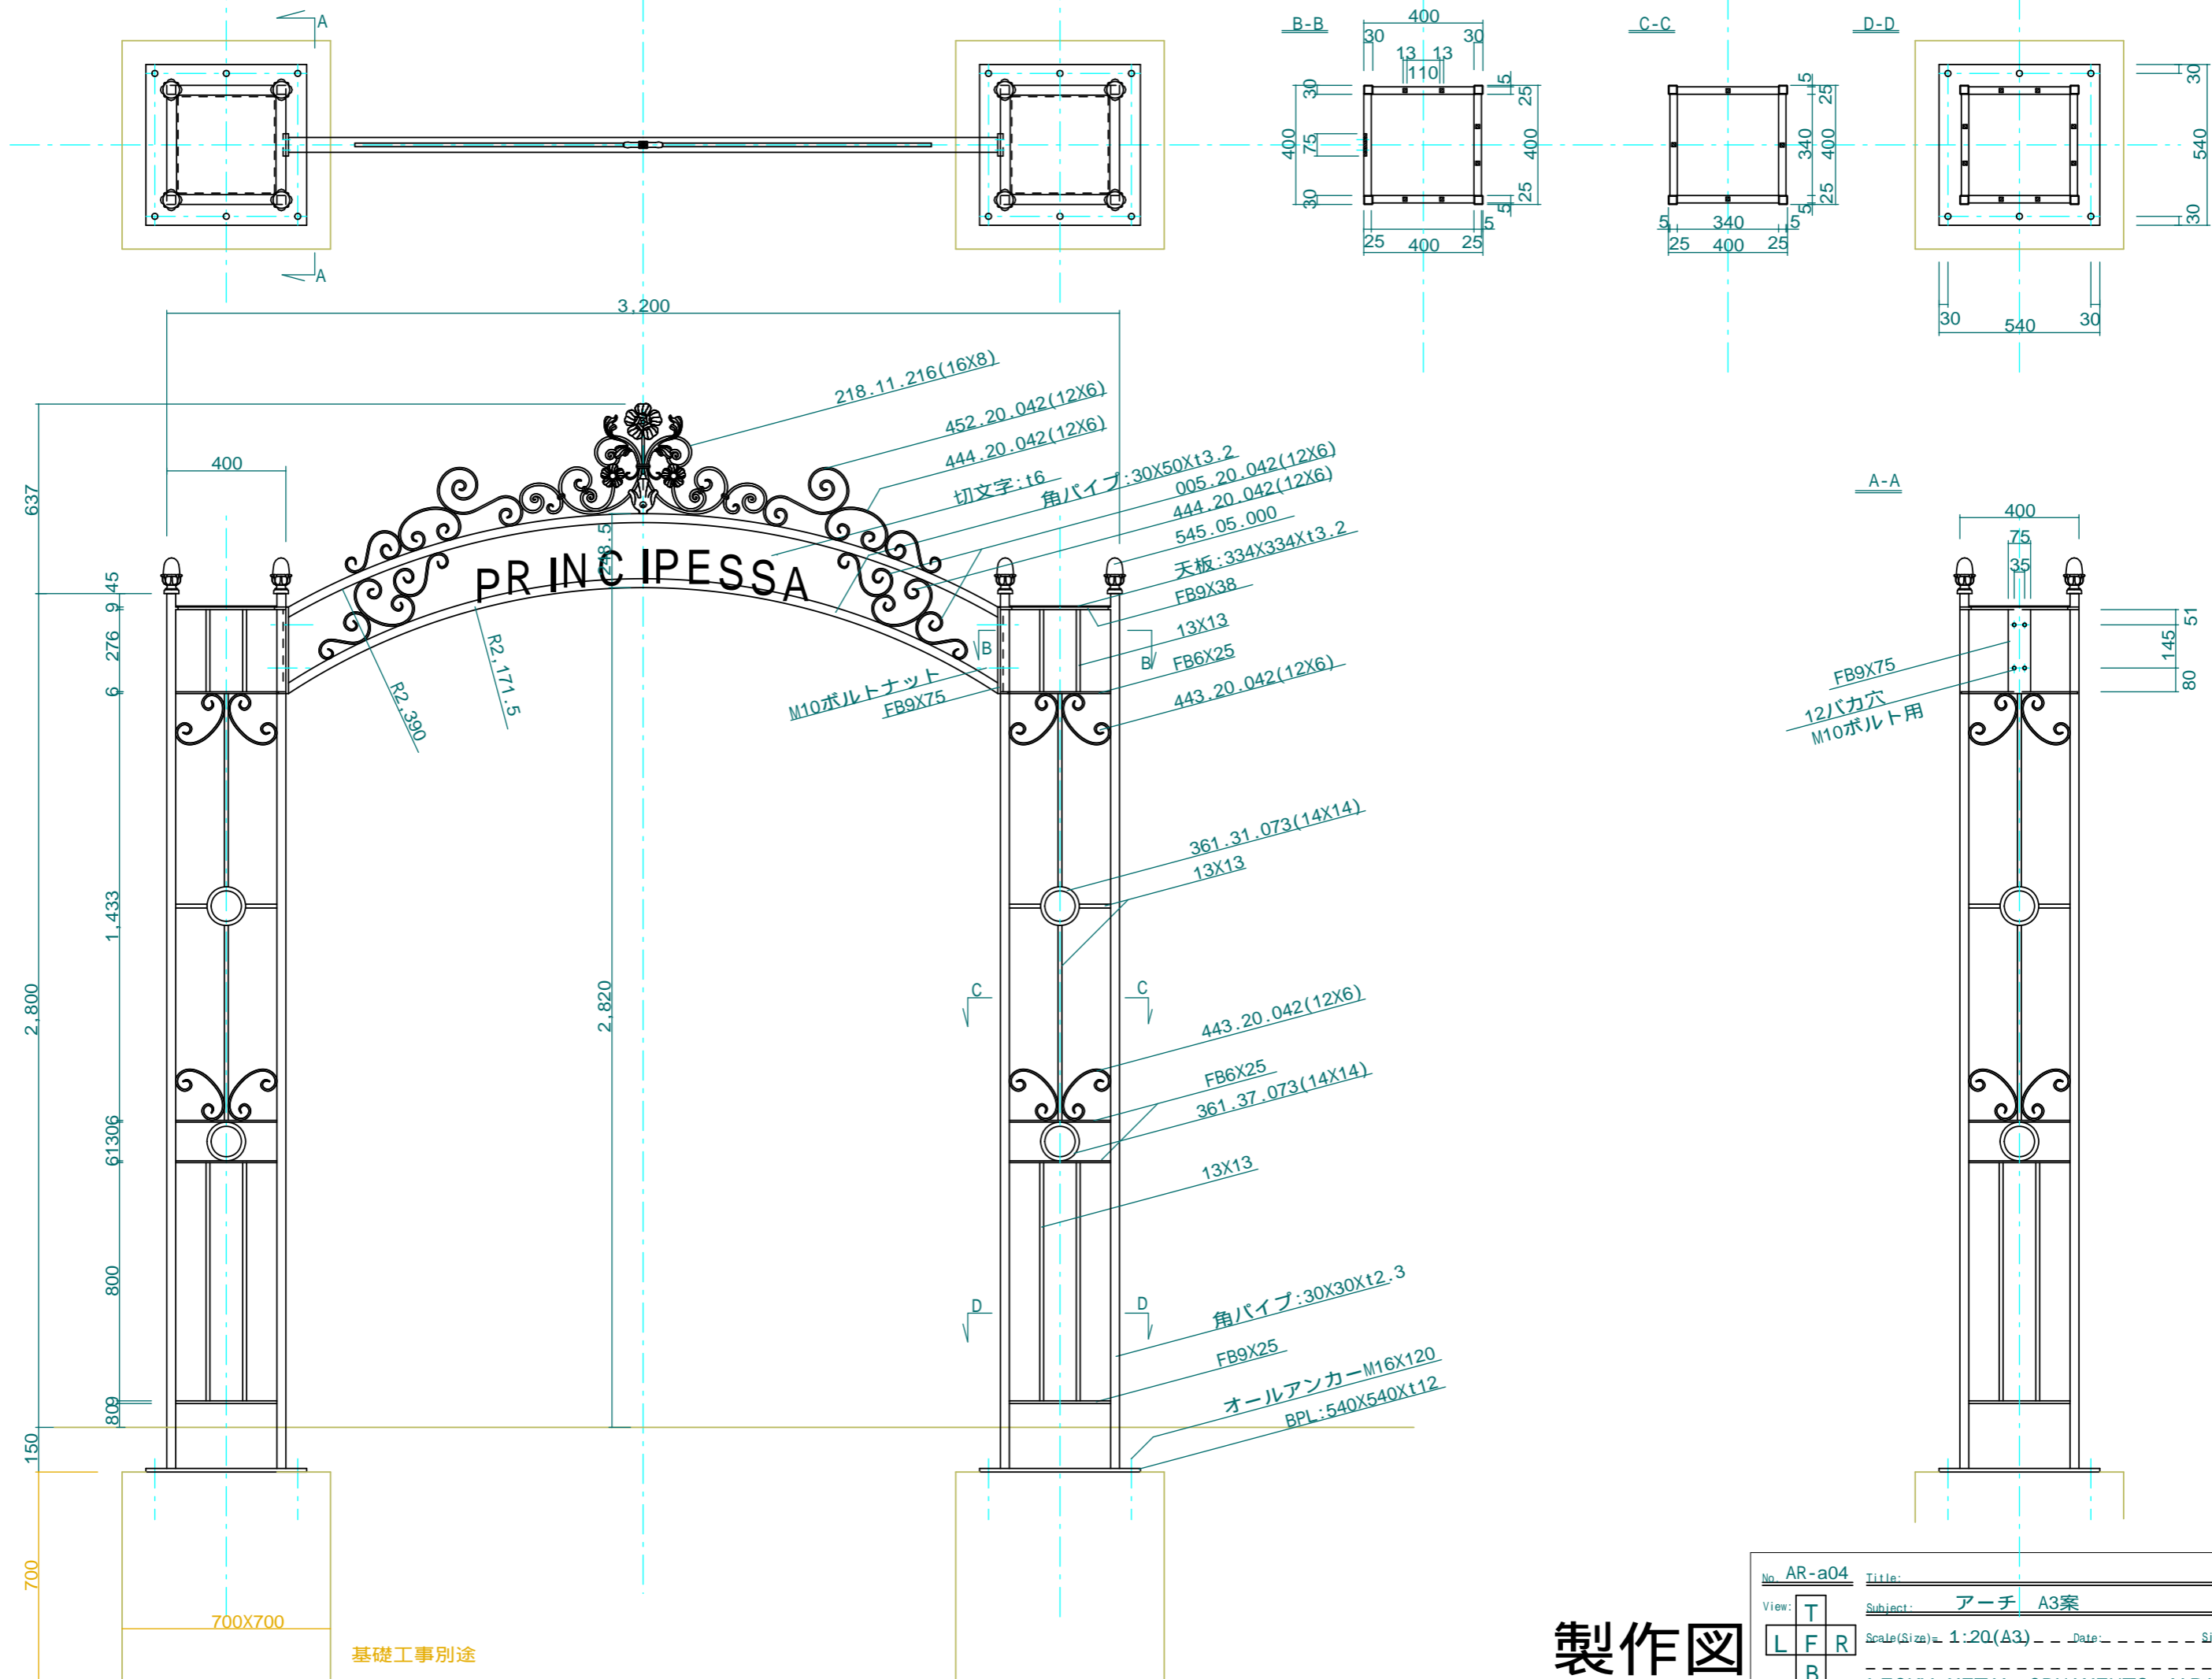 A
A
B-B
400
30
30
13
13
110
5
25
30
400
75
400
30
25
5
5
25
400
25
C-C
5
25
340
400
25
5
5
340
5
25
400
25
D-D
30
540
30
30
540
30
3,200
400
637
45
9
276
6
2,800
1,433
6
130
6
800
9
80
150
700
700X700
基礎工事別途
218.11.216(16X8)
452.20.042(12X6)
444.20.042(12X6)
切文字:t6
角パイプ:30X50Xt3.2
005.20.042(12X6)
444.20.042(12X6)
545.05.000
天板:334X334Xt3.2
FB9X38
13X13
FB6X25
443.20.042(12X6)
248.5
PRINCIPESSA
R2,390
R2,171.5
B
B
M10ボルトナット
FB9X75
361.31.073(14X14)
13X13
2,820
C
C
443.20.042(12X6)
FB6X25
361.37.073(14X14)
13X13
D
D
角パイプ:30X30Xt2.3
FB9X25
オールアンカーM16X120
BPL:540X540Xt12
A-A
400
75
35
51
145
80
FB9X75
12バカ穴
M10ボルト用
製作図
No. AR-a04
Title:
View:
T
L F R
B
Subject: アーチ A3案
Scale(Size)= 1:20(A3) Date: